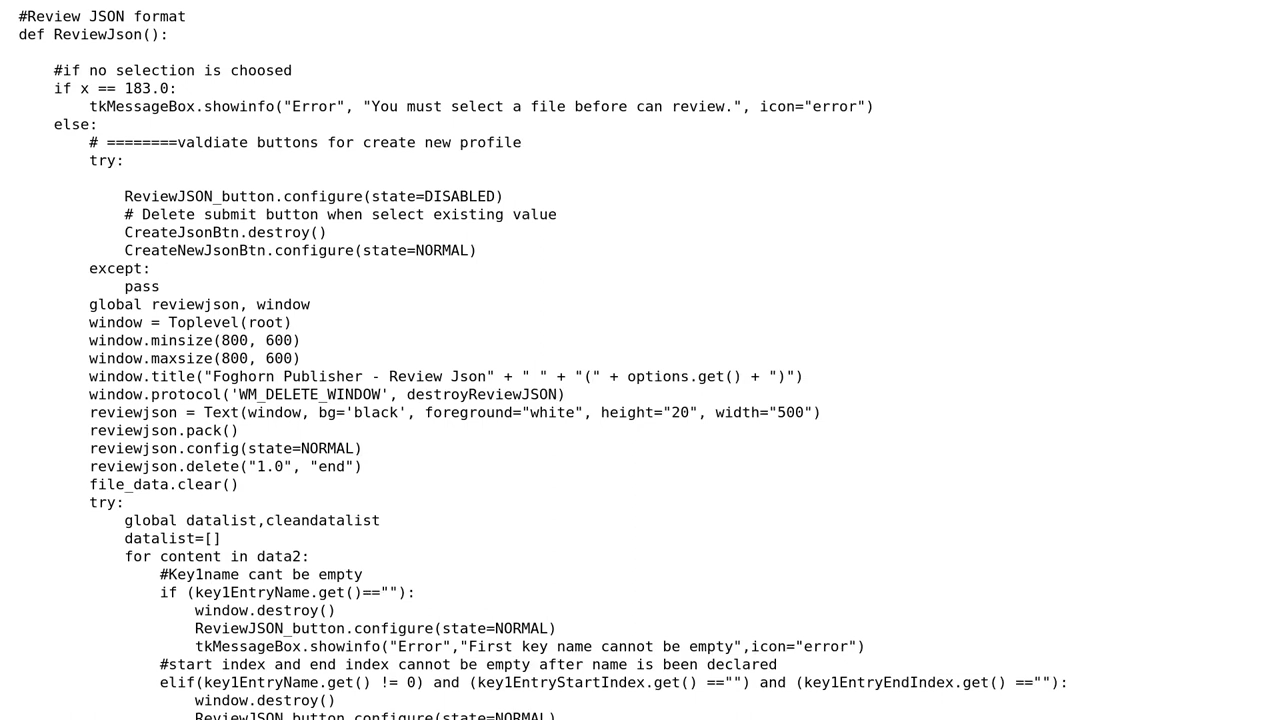 #Review JSON format
def ReviewJson():

    #if no selection is choosed
    if x == 183.0:
        tkMessageBox.showinfo("Error", "You must select a file before can review.", icon="error")
    else:
        # ========valdiate buttons for create new profile
        try:

            ReviewJSON_button.configure(state=DISABLED)
            # Delete submit button when select existing value
            CreateJsonBtn.destroy()
            CreateNewJsonBtn.configure(state=NORMAL)
        except:
            pass
        global reviewjson, window
        window = Toplevel(root)
        window.minsize(800, 600)
        window.maxsize(800, 600)
        window.title("Foghorn Publisher - Review Json" + " " + "(" + options.get() + ")")
        window.protocol('WM_DELETE_WINDOW', destroyReviewJSON)
        reviewjson = Text(window, bg='black', foreground="white", height="20", width="500")
        reviewjson.pack()
        reviewjson.config(state=NORMAL)
        reviewjson.delete("1.0", "end")
        file_data.clear()
        try:
            global datalist,cleandatalist
            datalist=[]
            for content in data2:
                #Key1name cant be empty
                if (key1EntryName.get()==""):
                    window.destroy()
                    ReviewJSON_button.configure(state=NORMAL)
                    tkMessageBox.showinfo("Error","First key name cannot be empty",icon="error")
                #start index and end index cannot be empty after name is been declared
                elif(key1EntryName.get() != 0) and (key1EntryStartIndex.get() =="") and (key1EntryEndIndex.get() ==""):
                    window.destroy()
                    ReviewJSON_button.configure(state=NORMAL)